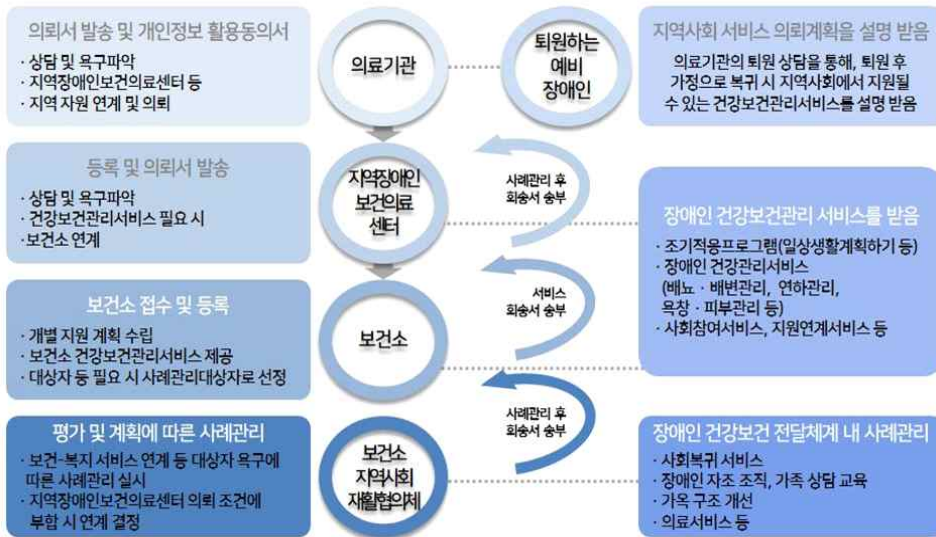 의뢰서 발송 및 개인정보 활용동의서
· 상담 및 욕구파악
· 지역장애인보건의료센터 등
· 지역 자원 연계 및 의뢰
의료기관
퇴원하는
예비
장애인
지역사회 서비스 의뢰계획을 설명 받음
의료기관의 퇴원 상담을 통해, 퇴원 후
가정으로 복귀 시 지역사회에서 지원될
수 있는 건강보건관리서비스를 설명 받음
등록 및 의뢰서 발송
· 상담 및 욕구파악
· 건강보건관리서비스 필요 시
· 보건소 연계
지역장애인
보건의료
센터
사례관리 후
회송서 송부
장애인 건강보건관리 서비스를 받음
· 조기적응프로그램(일상생활계획하기 등)
· 장애인 건강관리서비스
(배뇨 · 배변관리, 연하관리,
욕창 · 피부관리 등)
· 사회참여서비스, 지원연계서비스 등
보건소 접수 및 등록
· 개별 지원 계획 수립
· 보건소 건강보건관리서비스 제공
· 대상자 등 필요 시 사례관리대상자로 선정
보건소
서비스
회송서 송부
평가 및 계획에 따른 사례관리
· 보건-복지 서비스 연계 등 대상자 욕구에
따른 사례관리 실시
· 지역장애인보건의료센터 의뢰 조건에
부합 시 연계 결정
보건소
지역사회
재활협의체
사례관리 후
회송서 송부
장애인 건강보건 전달체계 내 사례관리
· 사회복귀 서비스
· 장애인 자조 조직, 가족 상담 교육
· 가옥 구조 개선
· 의료서비스 등